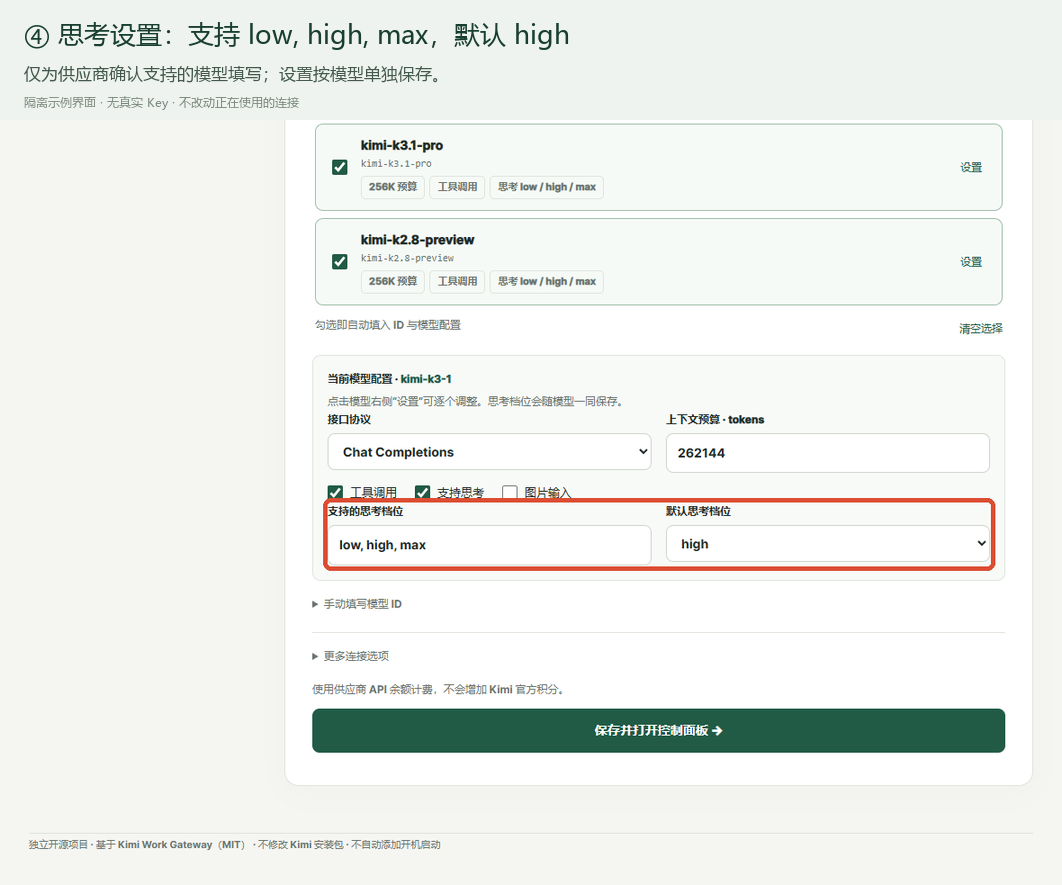 ④ 思考设置：支持 low, high, max，默认 high
仅为供应商确认支持的模型填写；设置按模型单独保存。
隔离示例界面 · 无真实 Key · 不改动正在使用的连接
kimi-k3.1-pro
kimi-k3.1-pro
设置
256K 预算 工具调用 思考 low / high / max
kimi-k2.8-preview
kimi-k2.8-preview
设置
256K 预算 工具调用 思考 low / high / max
勾选即自动填入 ID 与模型配置 清空选择
当前模型配置 · kimi-k3-1
点击模型右侧“设置”可逐个调整。思考档位会随模型一同保存。
接口协议 上下文预算 · tokens
Chat Completions 262144
工具调用 支持思考 图片输入
支持的思考档位 默认思考档位
low, high, max high
手动填写模型 ID
更多连接选项
使用供应商 API 余额计费，不会增加 Kimi 官方积分。
保存并打开控制面板 →
独立开源项目 · 基于 Kimi Work Gateway（MIT） · 不修改 Kimi 安装包 · 不自动添加开机启动